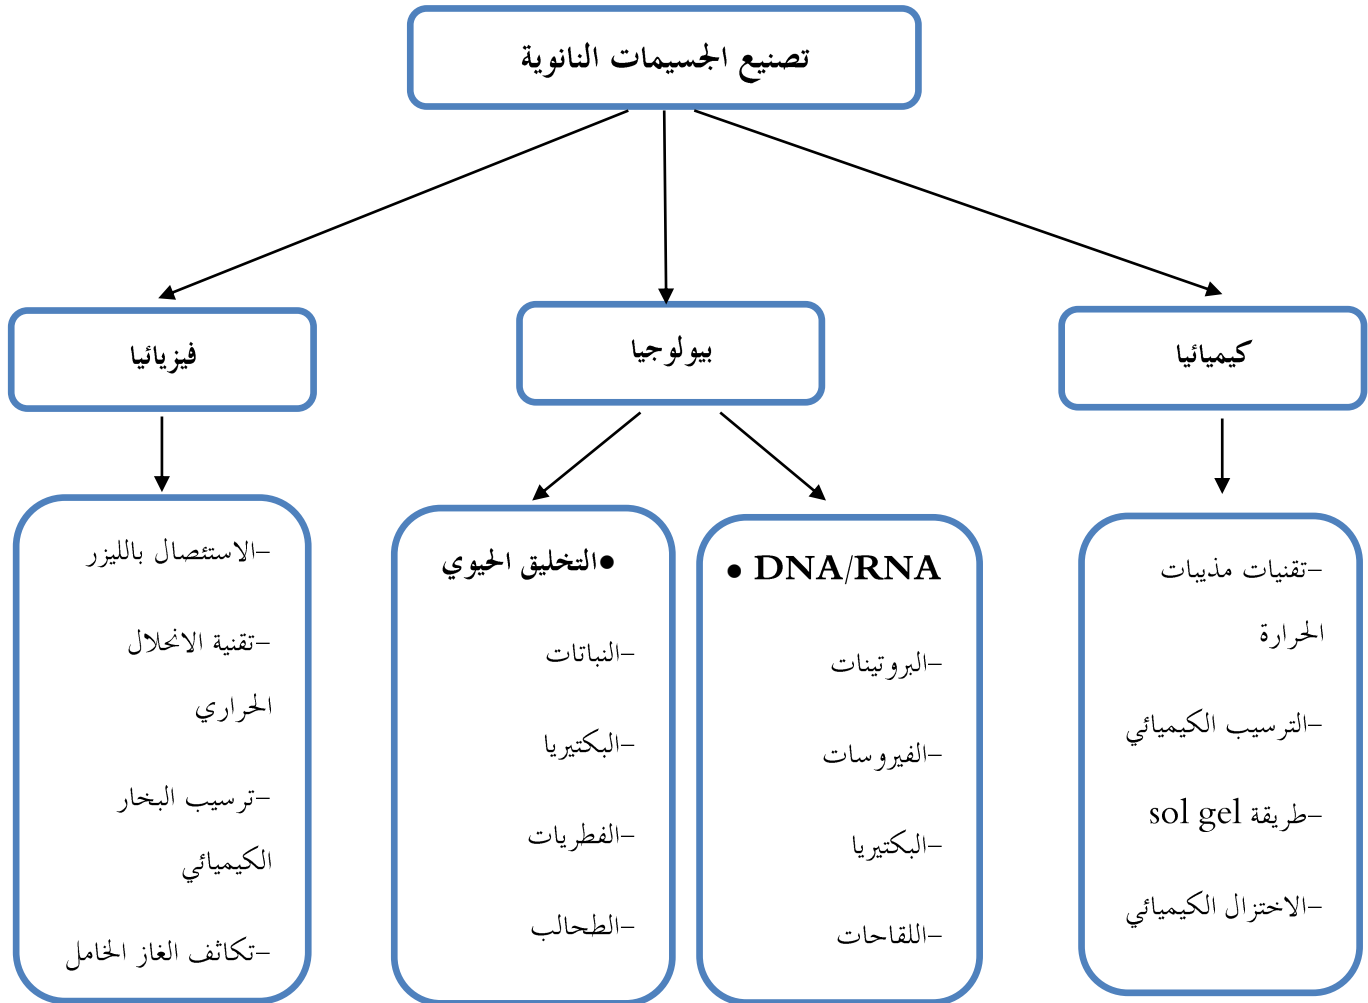 تصنيع الجسيمات النانوية
كيميائيا
بيولوجيا
فيزيائيا
-تقنيات مذيبات
الحرارة
-الترسيب الكيميائي
-طريقة sol gel
-الاختزال الكيميائي
• DNA/RNA
-البروتينات
-الفيروسات
-البكتيريا
-اللقاحات
•التخليق الحيوي
-النباتات
-البكتيريا
-الفطريات
-الطحالب
-الاستئصال بالليزر
-تقنية الانحلال
الحراري
-ترسيب البخار
الكيميائي
-تكاثف الغاز الخامل